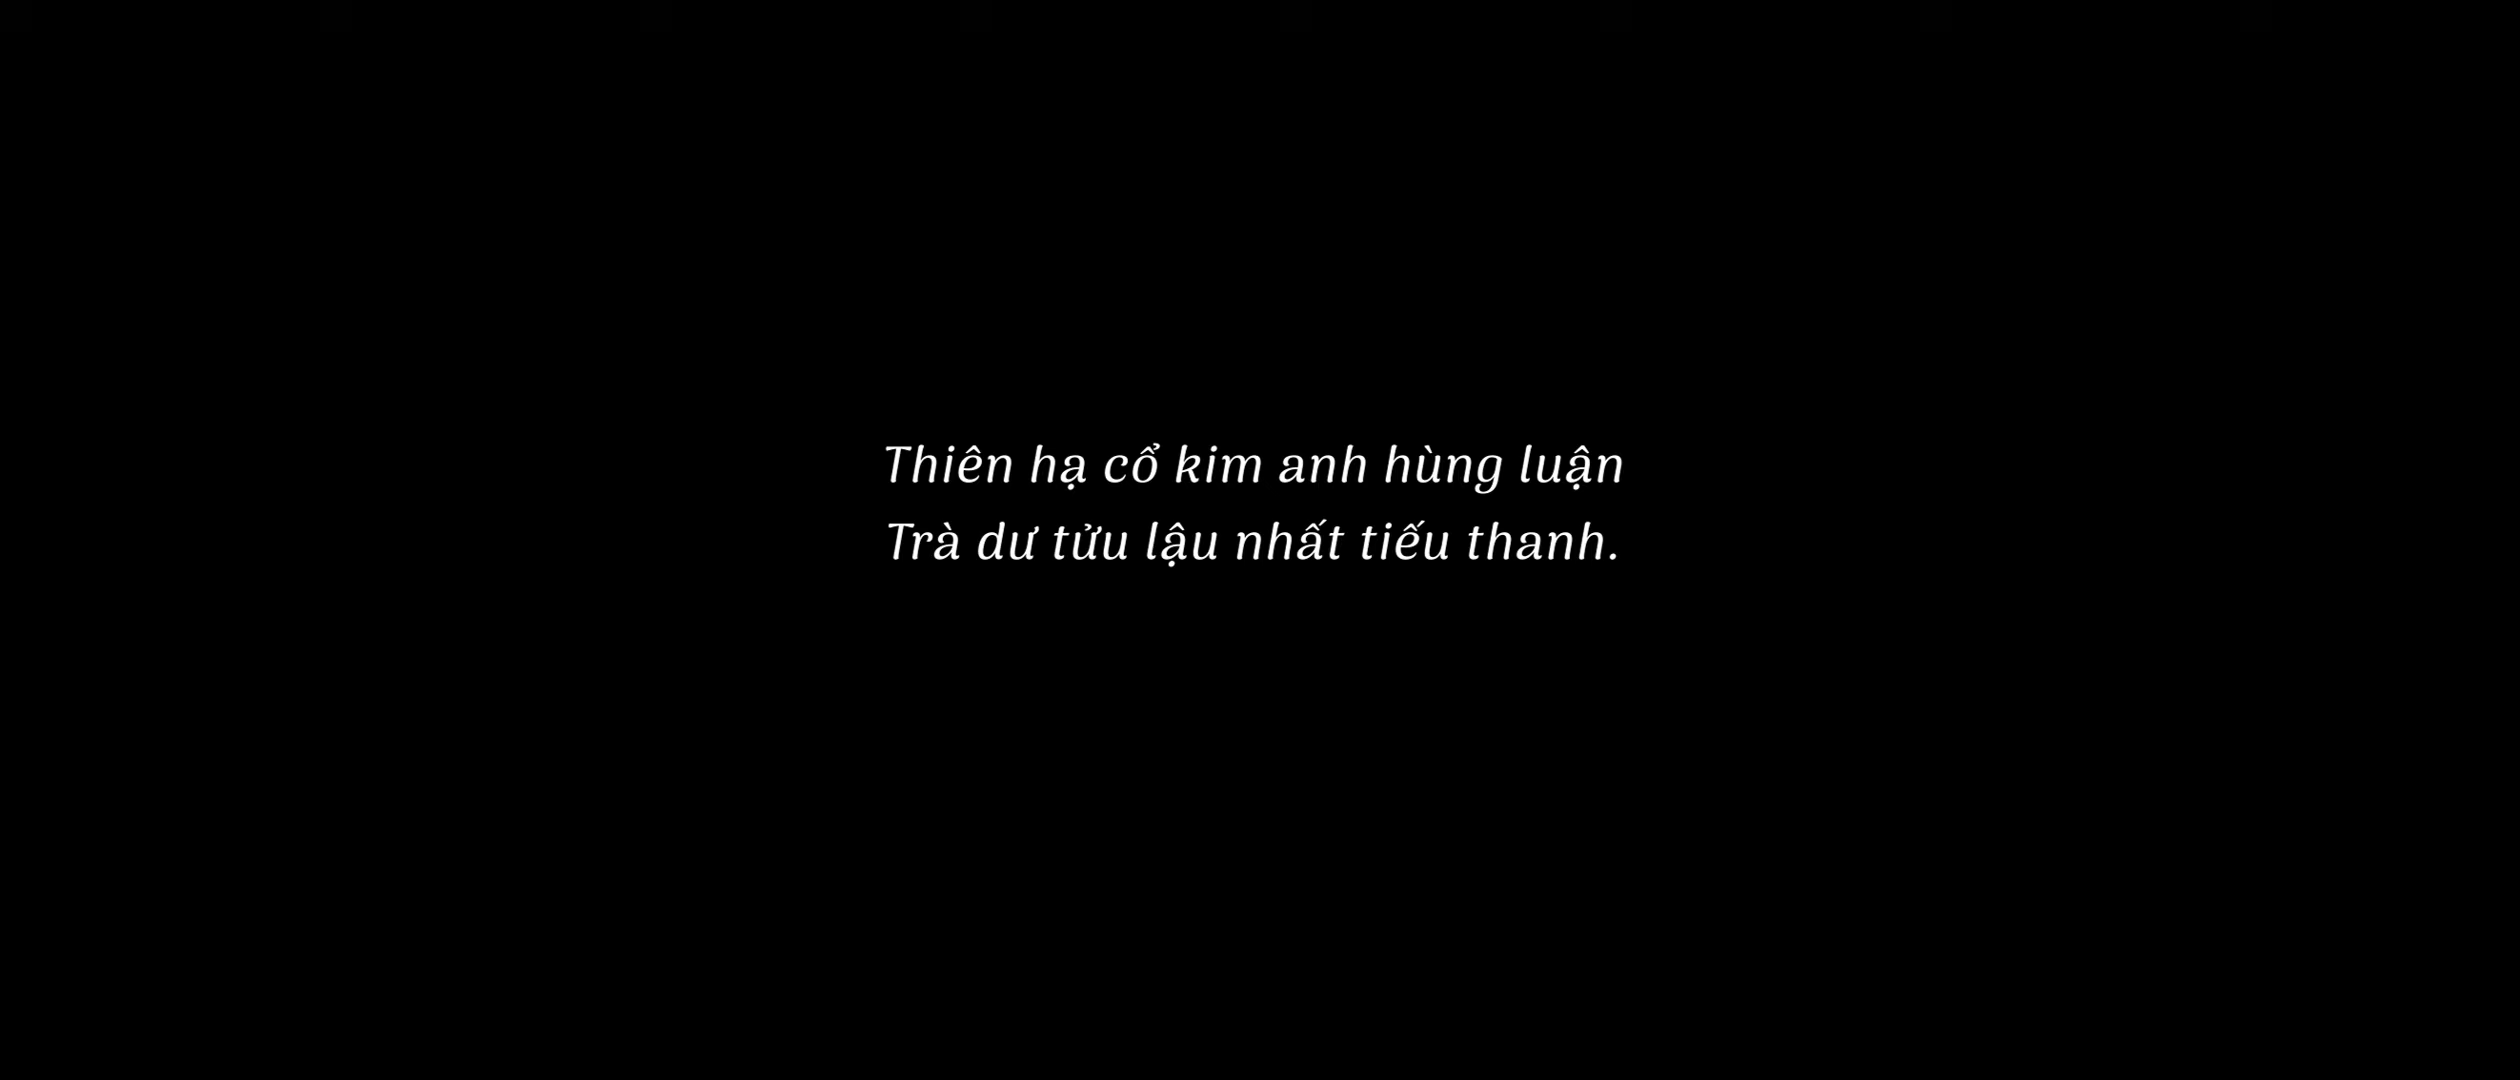 Thiên hạ cổ kim anh hùng luận
Trà dư tửu lậu nhất tiếu thanh.